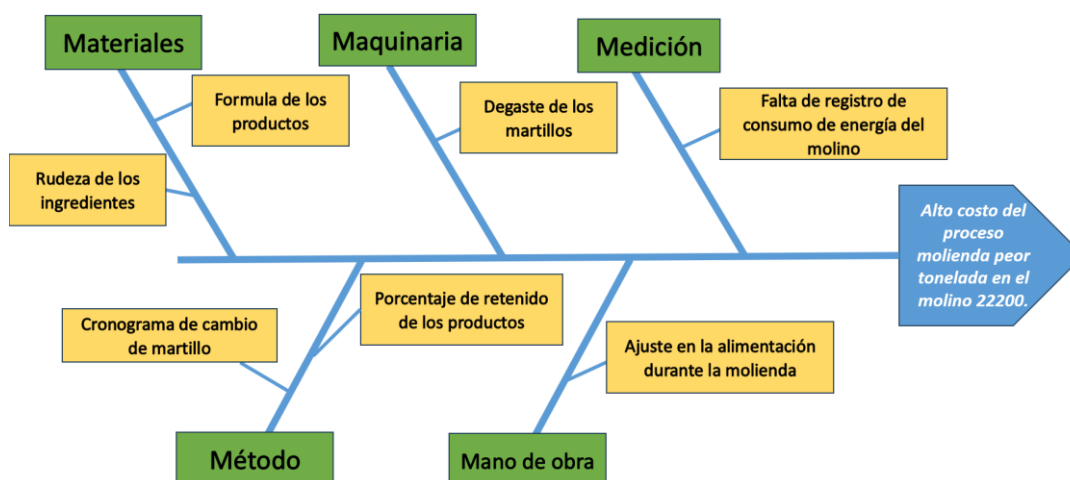 Materiales
Maquinaria
Medición
Formula de los
productos
Degaste de los
martillos
Falta de registro de
consumo de energía del
molino
Rudeza de los
ingredientes
Alto costo del
proceso
molienda peor
tonelada en el
molino 22200.
Cronograma de cambio
de martillo
Porcentaje de retenido
de los productos
Ajuste en la alimentación
durante la molienda
Método
Mano de obra